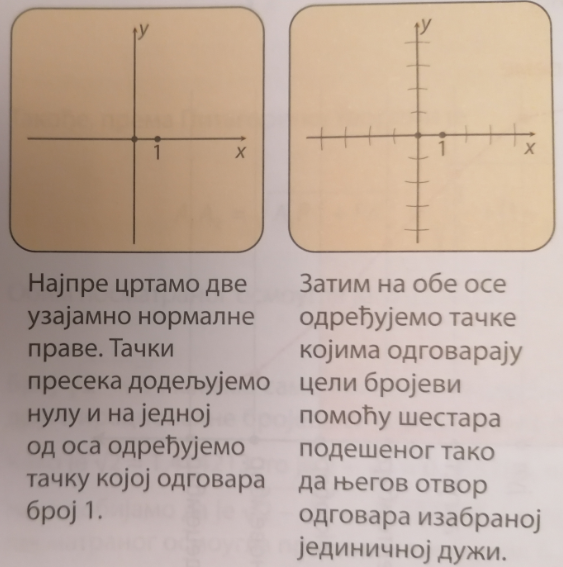 y
1
x
Најпре цртамо две
узајамно нормалне
праве. Тачки
пресека додељујемо
нулу и на једној
од оса одређујемо
тачку којој одговара
број 1.
y
1
x
Затим на обе осе
одређујемо тачке
којима одговарају
цели бројеви
помоћу шестара
подешеног тако
да његов отвор
одговара изабраној
јединичној дужи.